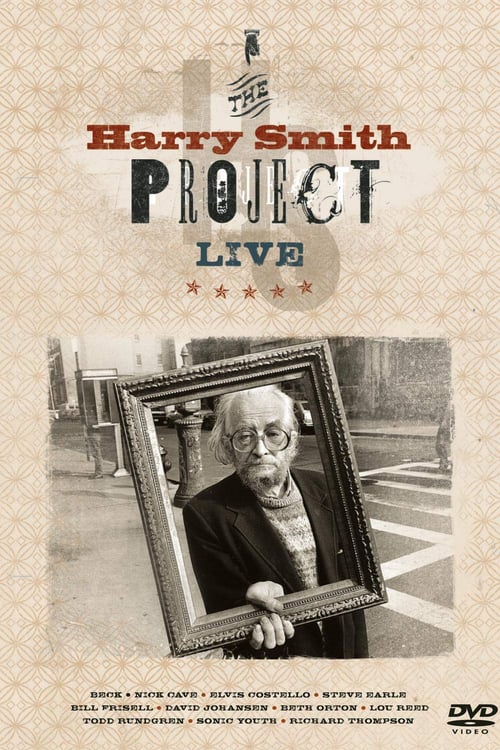 THE
Harry Smith
PROJECT
LIVE
BECK • NICK CAVE • ELVIS COSTELLO • STEVE EARLE
BILL FRISELL • DAVID JOHANSEN • BETH ORTON • LOU REED
TODD RUNDGREN • SONIC YOUTH • RICHARD THOMPSON
DVD
VIDEO